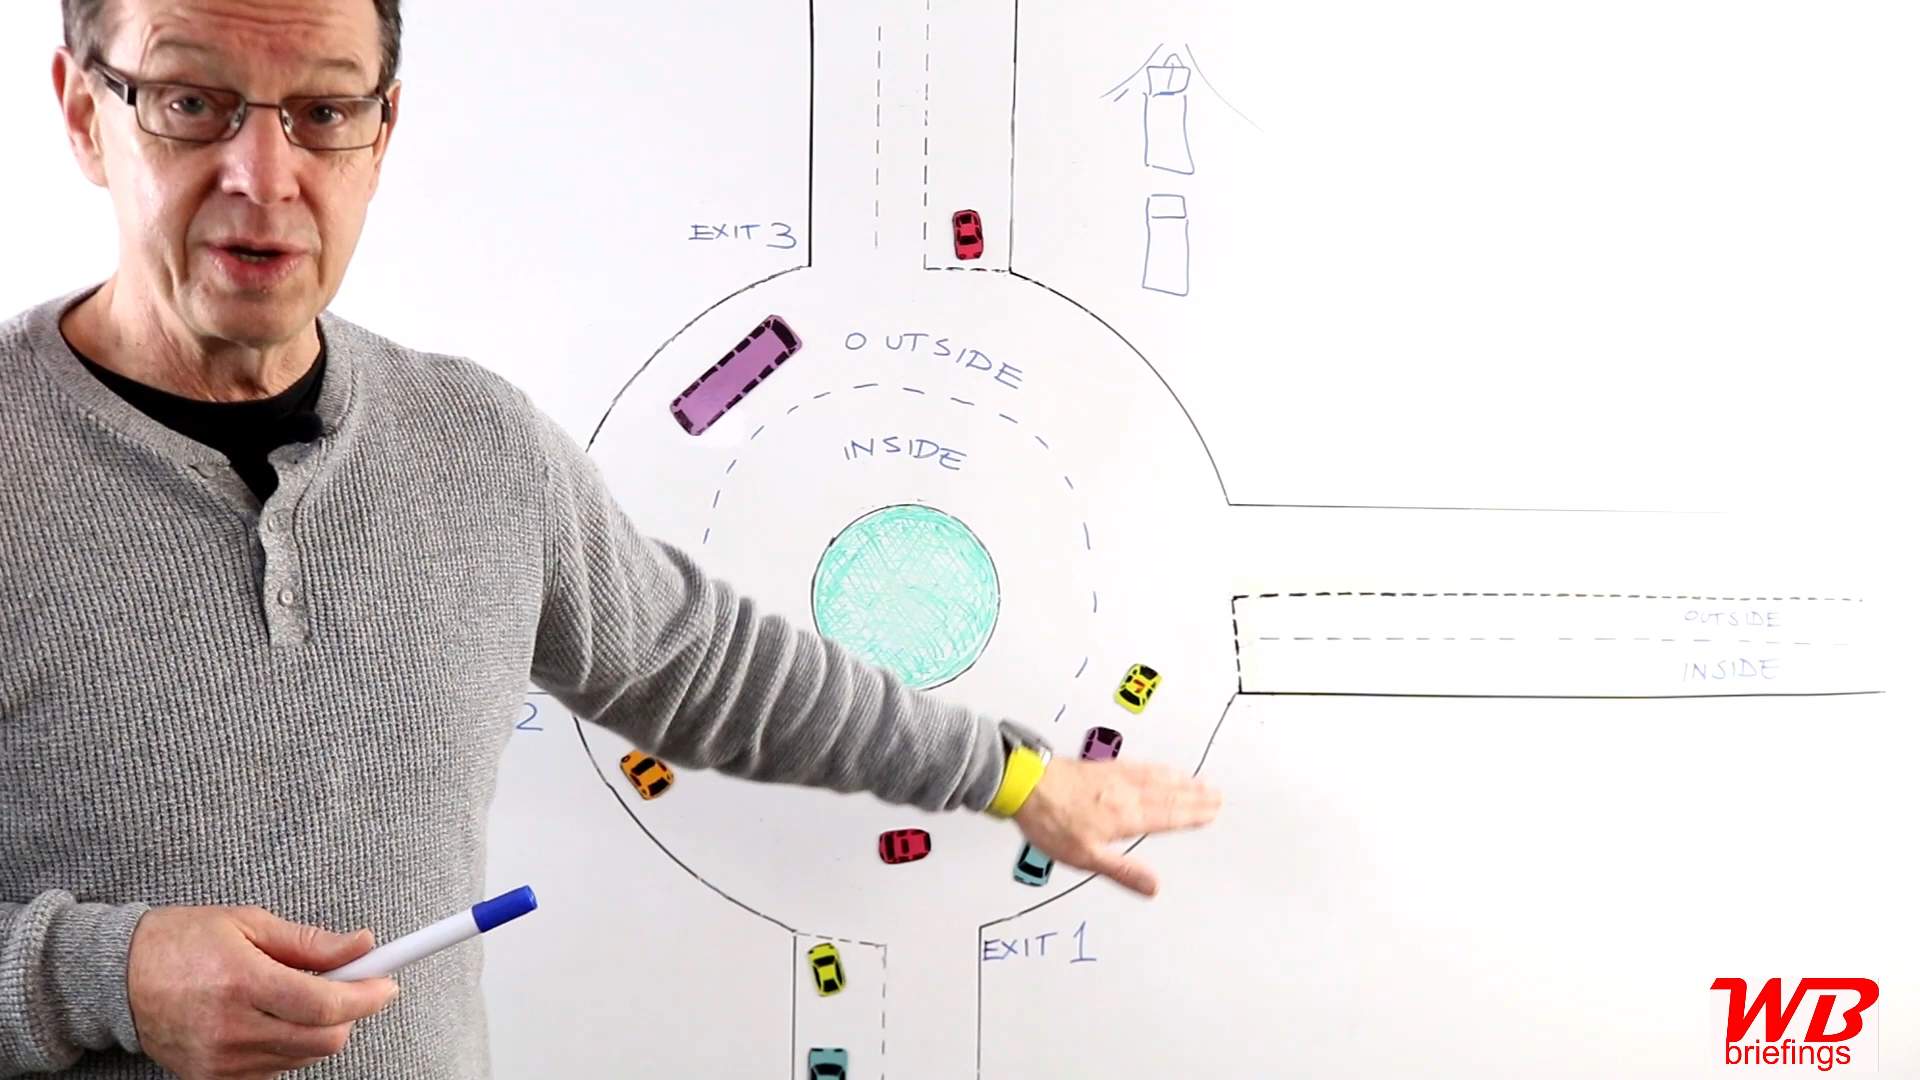 EXIT 3
OUTSIDE
INSIDE
OUTSIDE
INSIDE
2
EXIT 1
WB
briefings